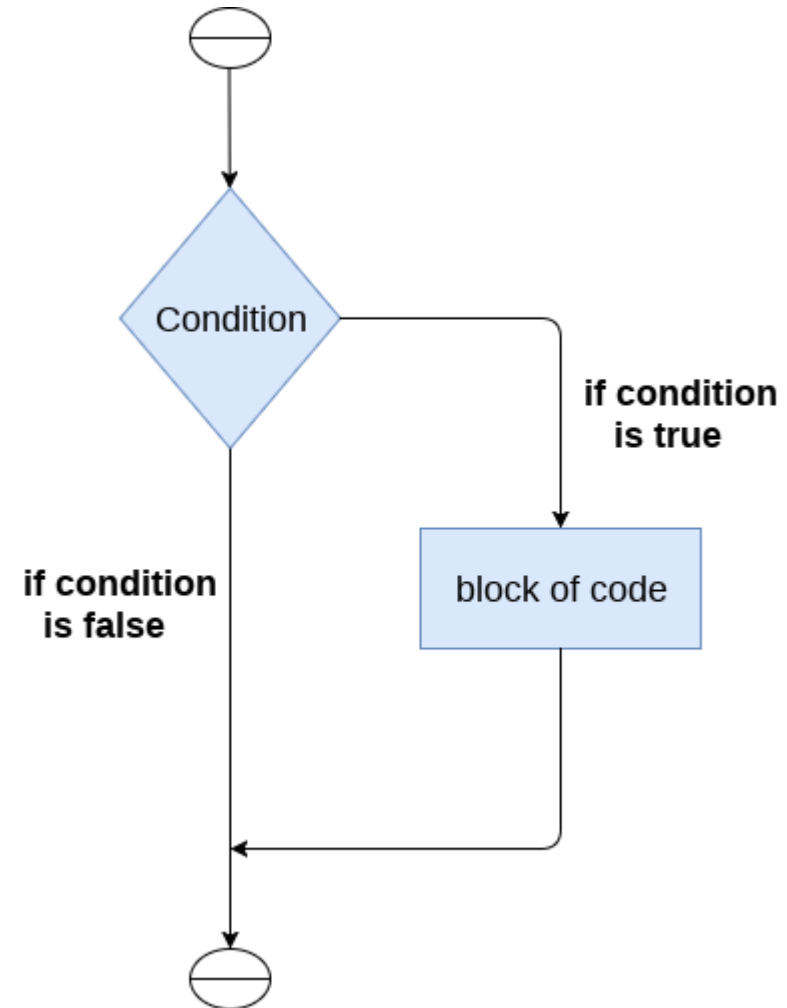 Condition
if condition
is true
if condition
is false
block of code